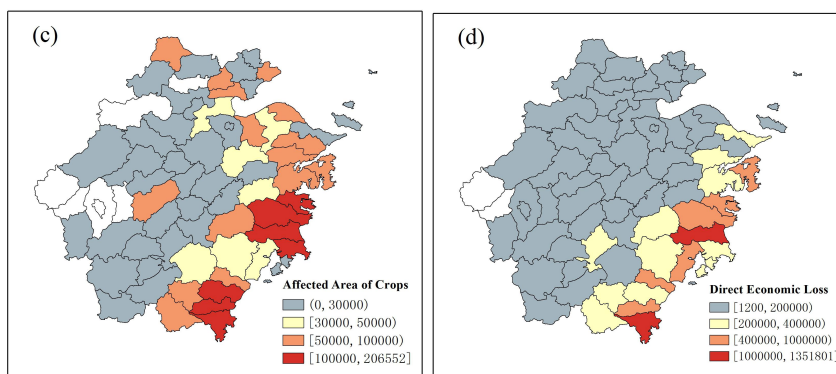 (c)
Affected Area of Crops
(0, 30000)
[30000, 50000)
[50000, 100000)
[100000, 206552]
(d)
Direct Economic Loss
[1200, 200000)
[200000, 400000)
[400000, 1000000)
[1000000, 1351801]